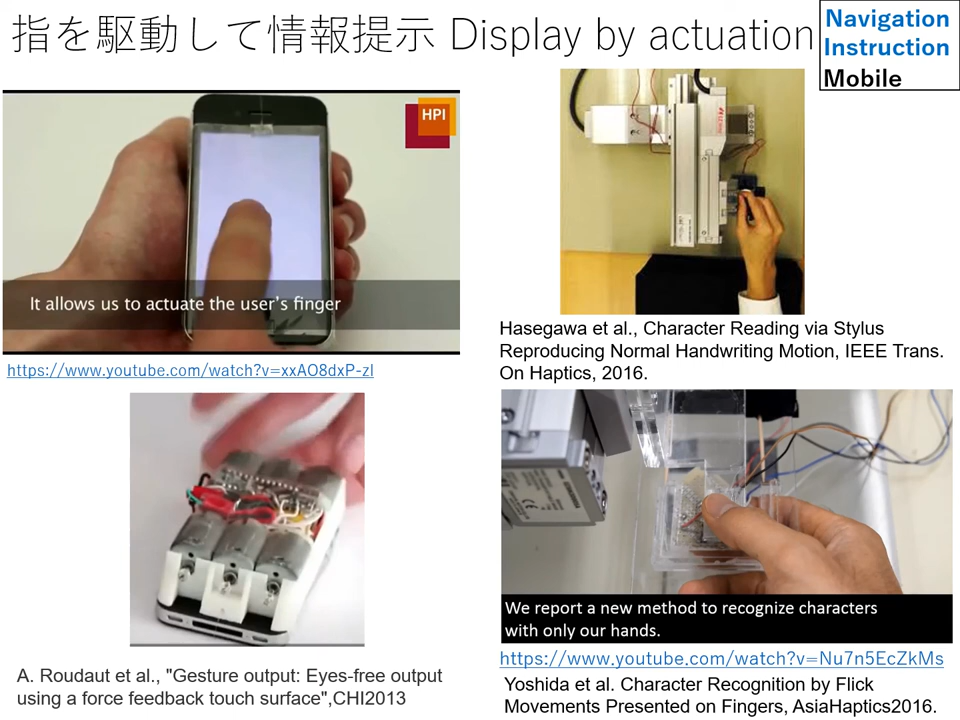 指を駆動して情報提示 Display by actuation
Navigation
Instruction
Mobile
HPI
It allows us to actuate the user's finger
https://www.youtube.com/watch?v=xxAO8dxP-zI
Hasegawa et al., Character Reading via Stylus
Reproducing Normal Handwriting Motion, IEEE Trans.
On Haptics, 2016.
A. Roudaut et al., "Gesture output: Eyes-free output
using a force feedback touch surface",CHI2013
We report a new method to recognize characters
with only our hands.
https://www.youtube.com/watch?v=Nu7n5EcZkMs
Yoshida et al. Character Recognition by Flick
Movements Presented on Fingers, AsiaHaptics2016.